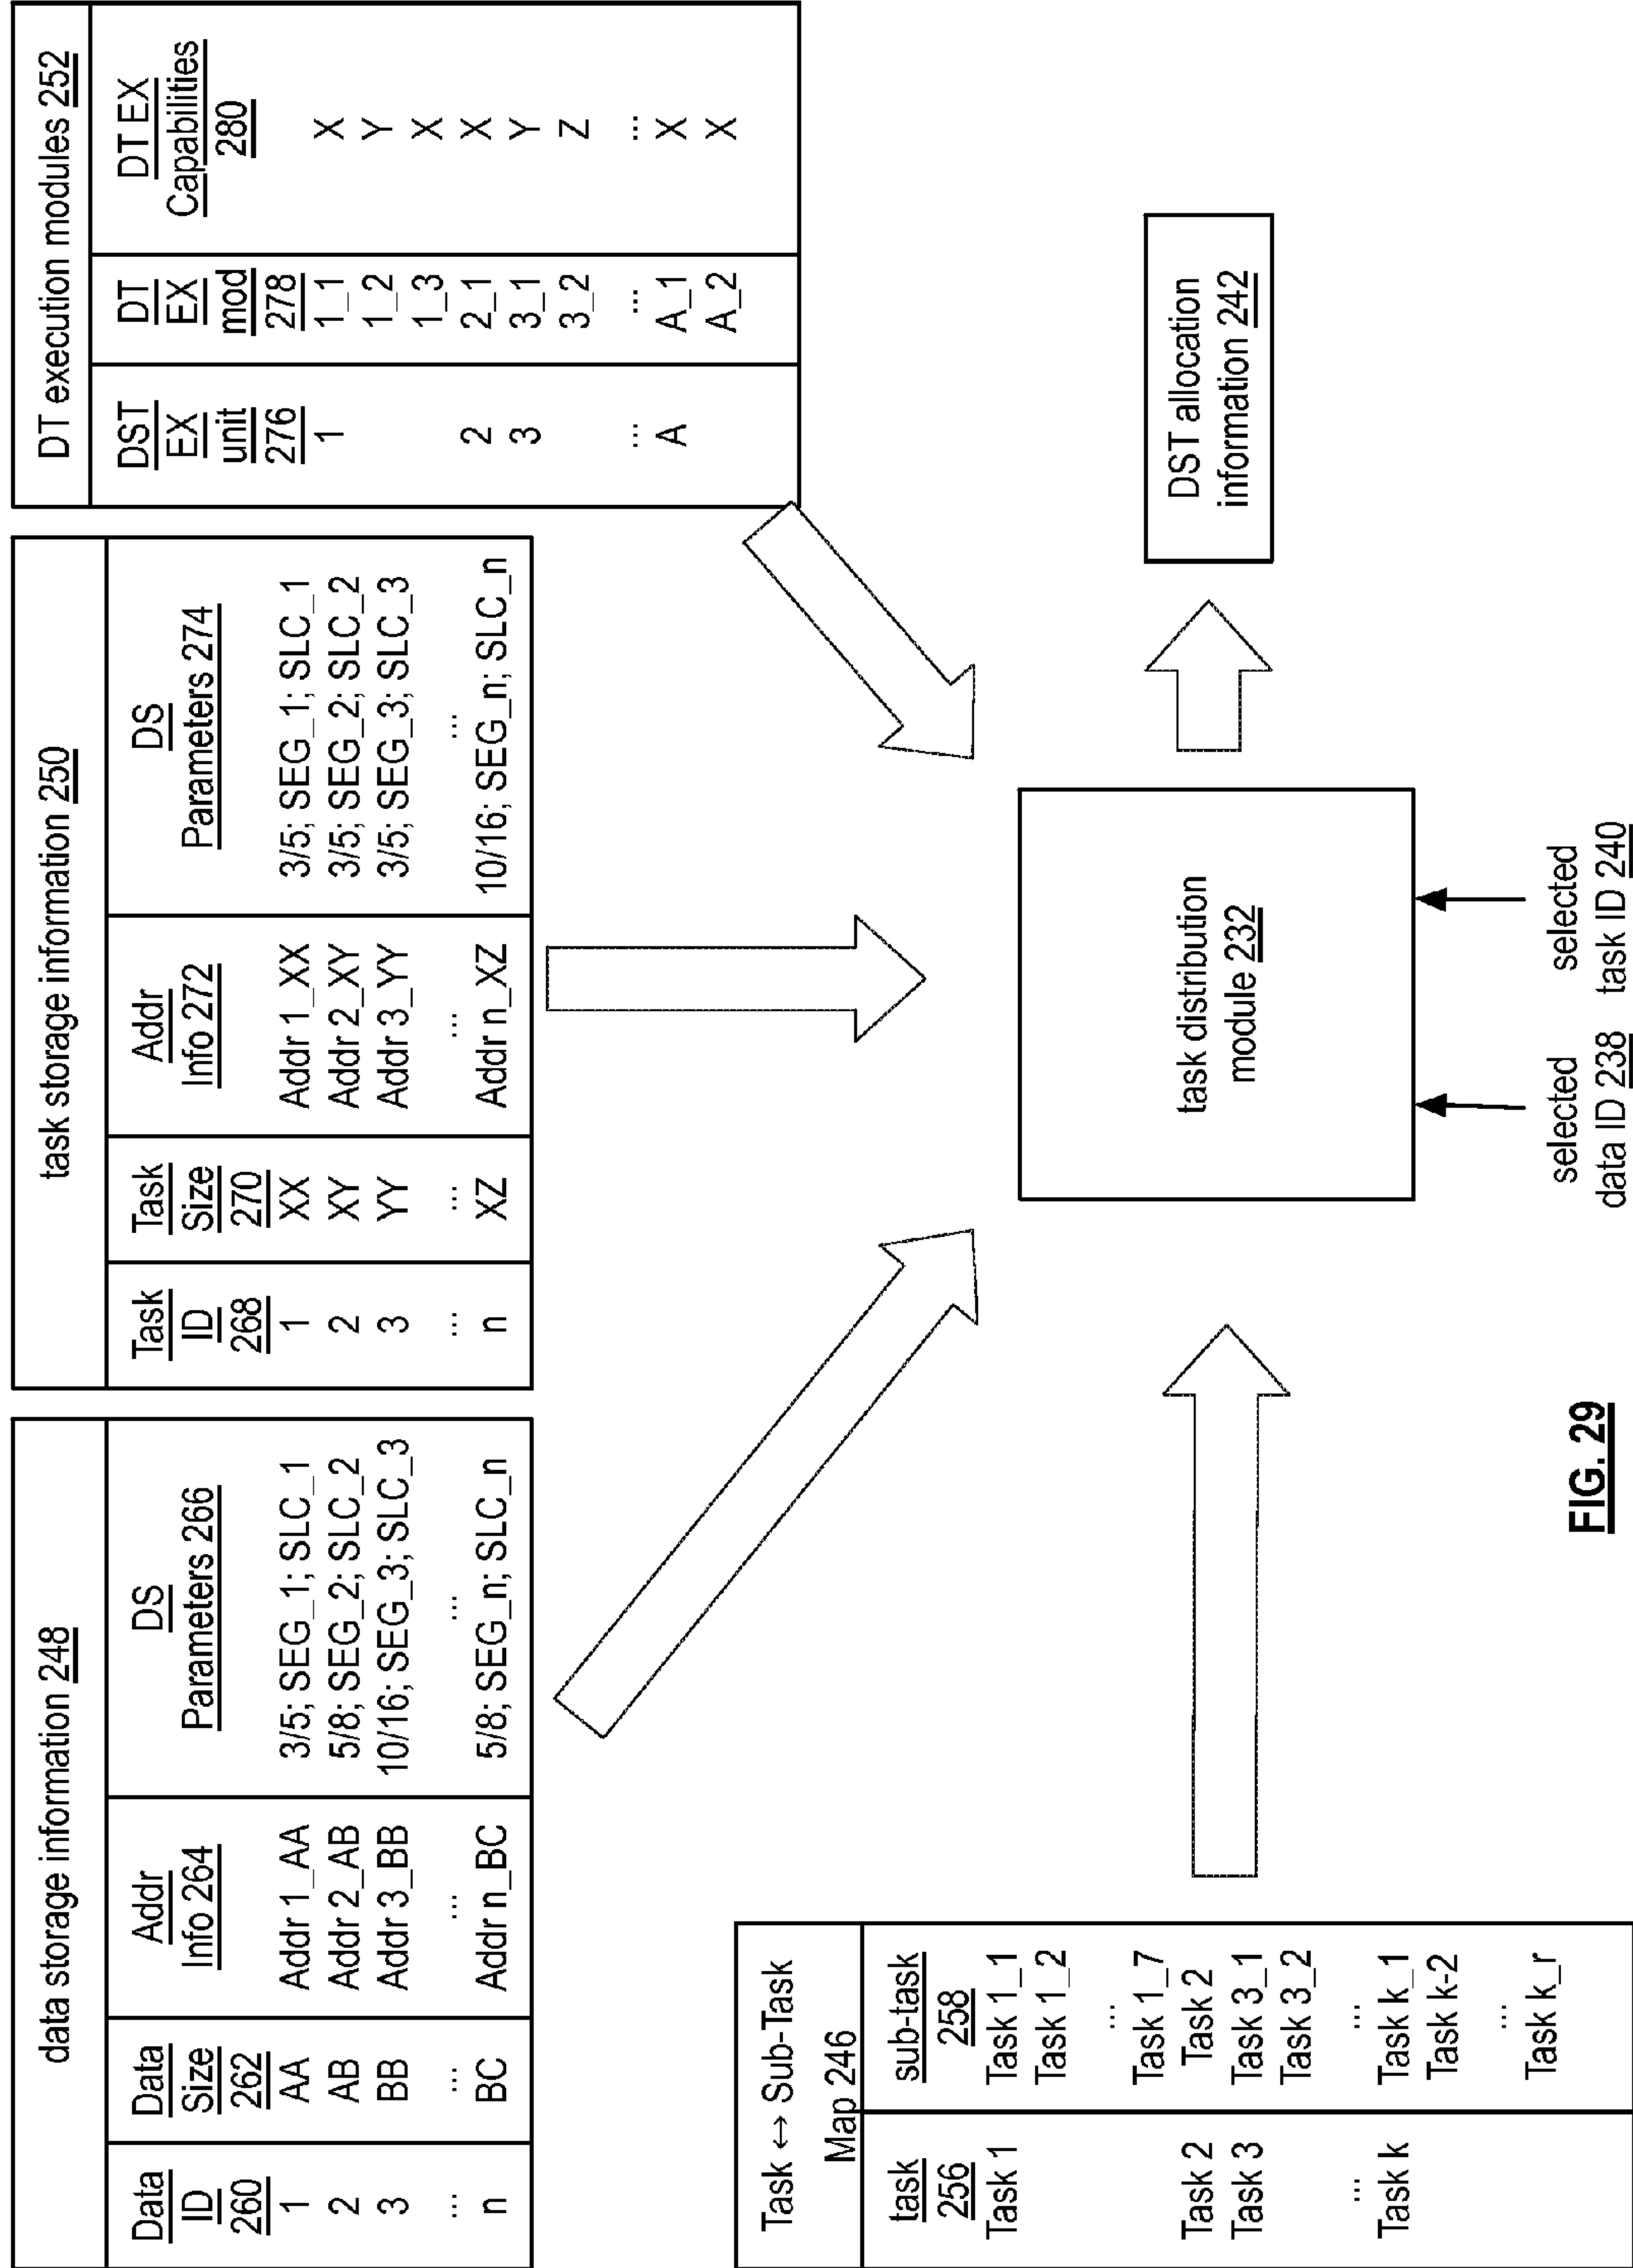 data storage information 248
Data ID 260 | Data Size 262 | Addr Info 264 | DS Parameters 266
1 | AA | Addr 1_AA | 3/5; SEG_1; SLC_1
2 | AB | Addr 2_AB | 5/8; SEG_2; SLC_2
3 | BB | Addr 3_BB | 10/16; SEG_3; SLC_3
... | ... | ... | ...
n | BC | Addr n_BC | 5/8; SEG_n; SLC_n
task storage information 250
Task ID 268 | Task Size 270 | Addr Info 272 | DS Parameters 274
1 | XX | Addr 1_XX | 3/5; SEG_1; SLC_1
2 | XY | Addr 2_XY | 3/5; SEG_2; SLC_2
3 | YY | Addr 3_YY | 3/5; SEG_3; SLC_3
... | ... | ... | ...
n | XZ | Addr n_XZ | 10/16; SEG_n; SLC_n
DT execution modules 252
DST EX unit 276 | DT EX mod 278 | DT EX Capabilities 280
1 | 1_1 | X
1_2 | Y
1_3 | X
2 | 2_1 | X
3 | 3_1 | Y
3_2 | Z
... | ... | ...
A | A_1 | X
A_2 | X
Task ↔ Sub-Task
Map 246
task 256 | sub-task 258
Task 1 | Task 1_1
Task 1_2
...
Task 1_7
Task 2 | Task 2
Task 3 | Task 3_1
Task 3_2
... | ...
Task k | Task k_1
Task k-2
...
Task k_r
task distribution
module 232
DST allocation
information 242
selected
data ID 238
selected
task ID 240
FIG. 29